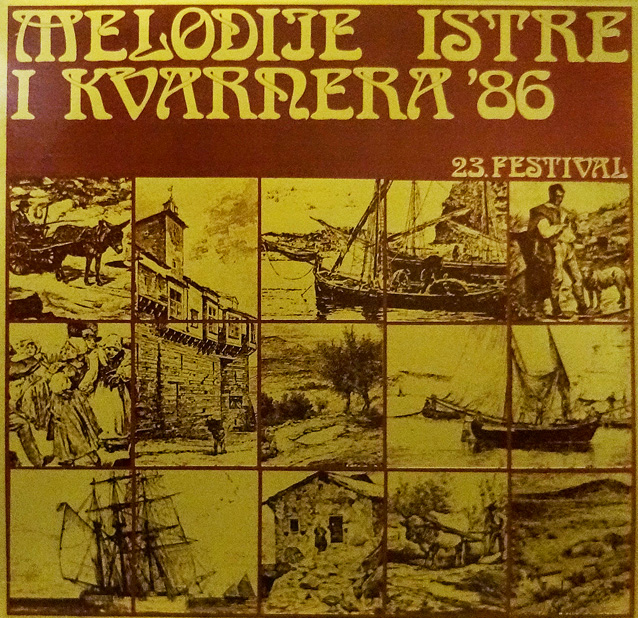 MELODIJE ISTRE
I KVARNERA '86
23. FESTIVAL